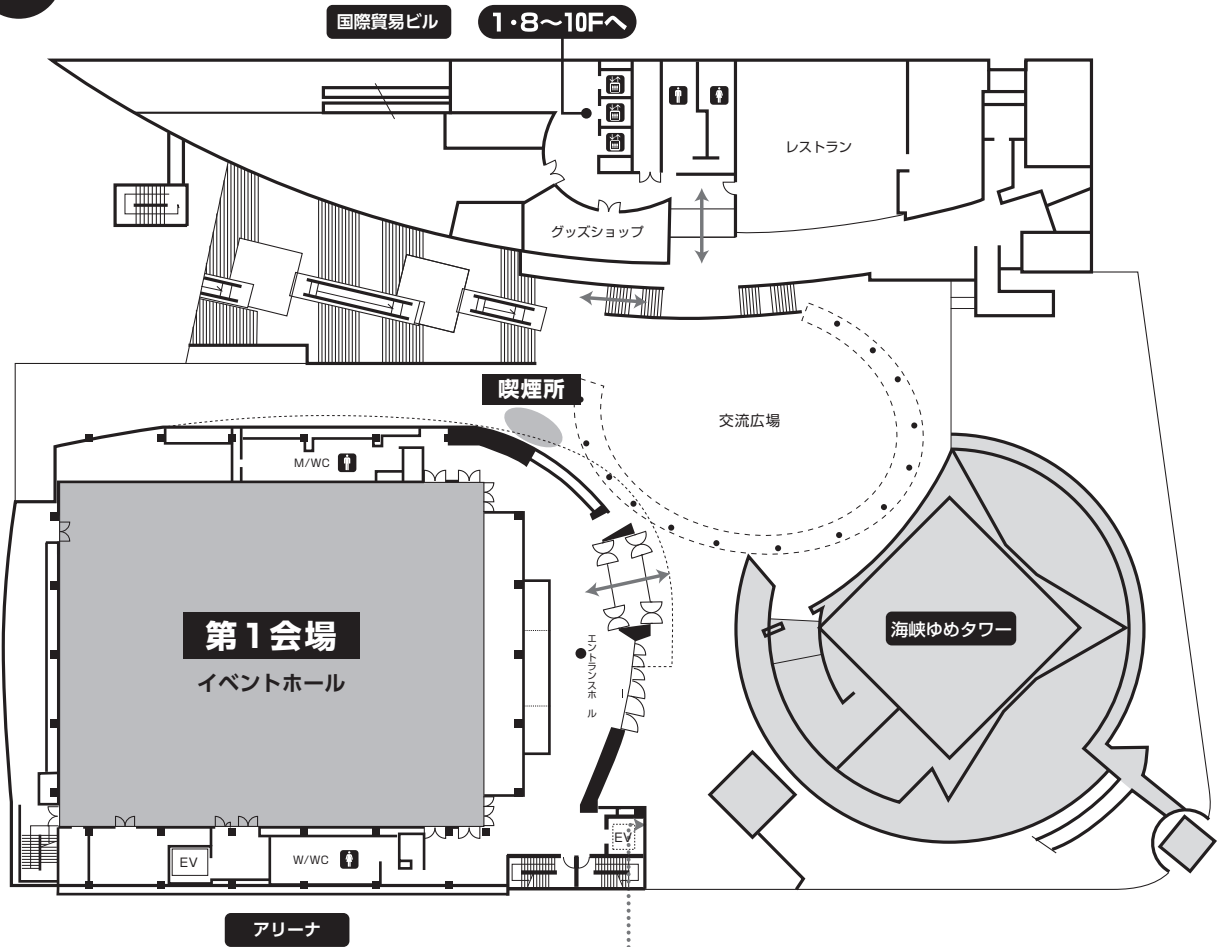 国際貿易ビル
1・8〜10Fへ
レストラン
グッズショップ
喫煙所
交流広場
M/WC
第1会場
イベントホール
エントランスホール
海峡ゆめタワー
EV
EV
W/WC
アリーナ